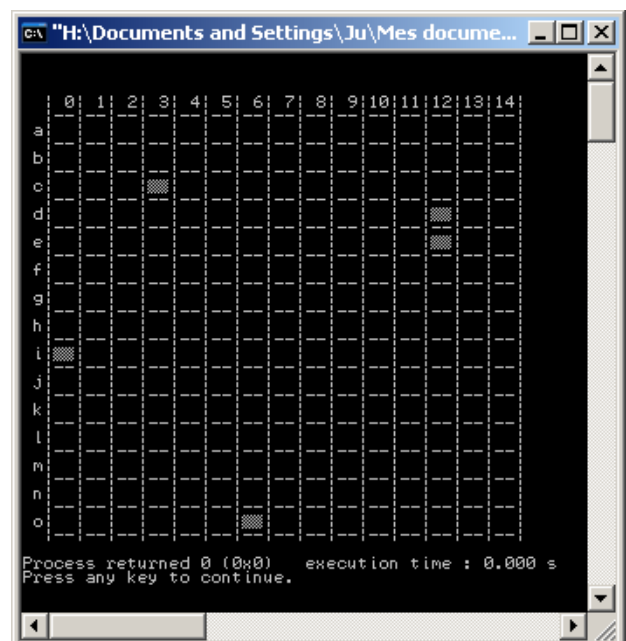 "H:\Documents and Settings\Ju\Mes docume...
| 0| 1| 2| 3| 4| 5| 6| 7| 8| 9|10|11|12|13|14|
a
b
c
d
e
f
g
h
i
j
k
l
m
n
o
Process returned 0 (0x0) execution time : 0.000 s
Press any key to continue.